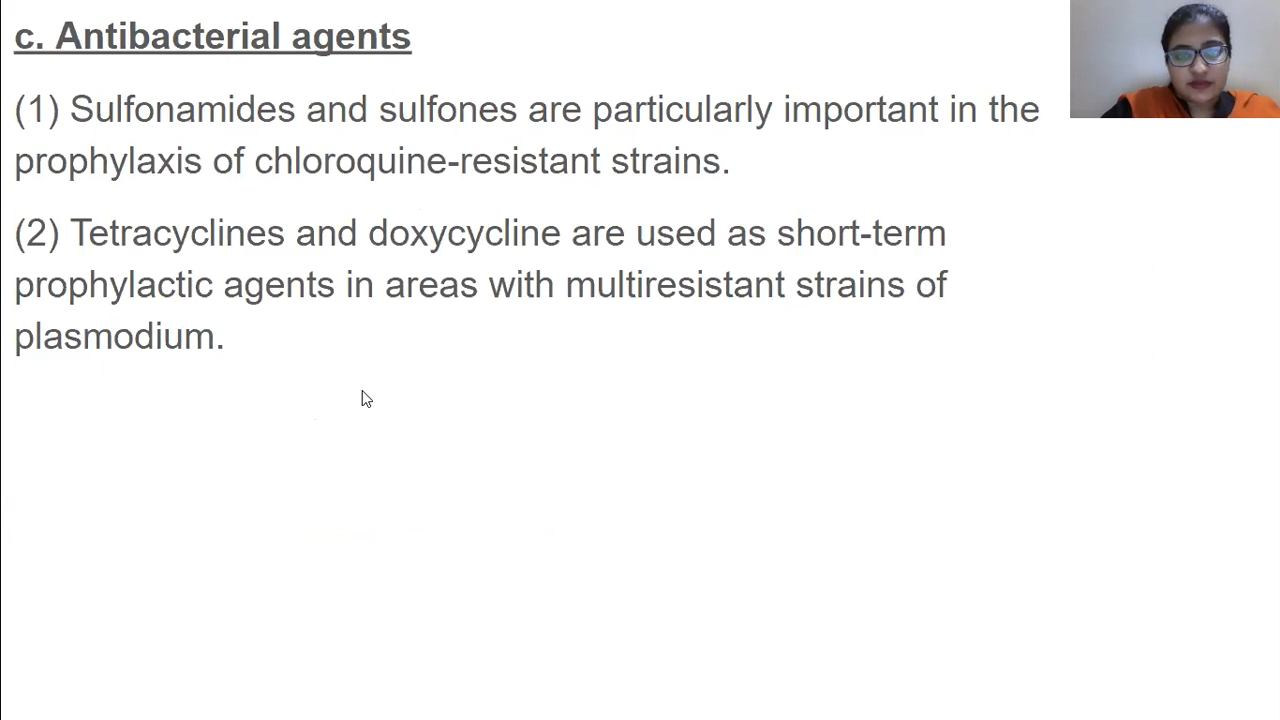 c. Antibacterial agents
(1) Sulfonamides and sulfones are particularly important in the
prophylaxis of chloroquine-resistant strains.
(2) Tetracyclines and doxycycline are used as short-term
prophylactic agents in areas with multiresistant strains of
plasmodium.